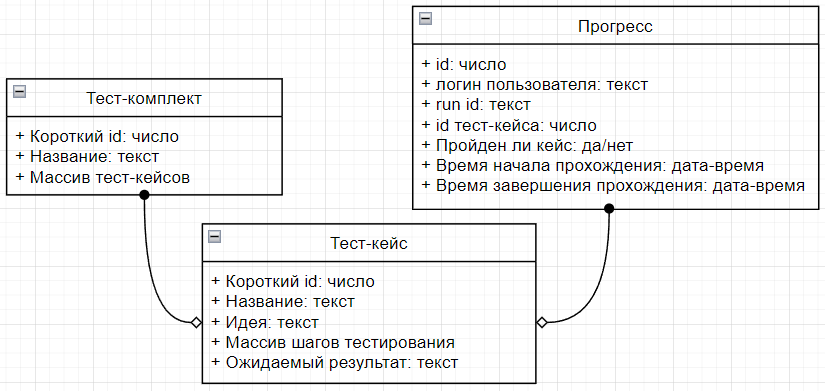 Прогресс
+ id: число
+ логин пользователя: текст
+ run id: текст
+ id тест-кейса: число
+ Пройден ли кейс: да/нет
+ Время начала прохождения: дата-время
+ Время завершения прохождения: дата-время
Тест-комплект
+ Короткий id: число
+ Название: текст
+ Массив тест-кейсов
Тест-кейс
+ Короткий id: число
+ Название: текст
+ Идея: текст
+ Массив шагов тестирования
+ Ожидаемый результат: текст